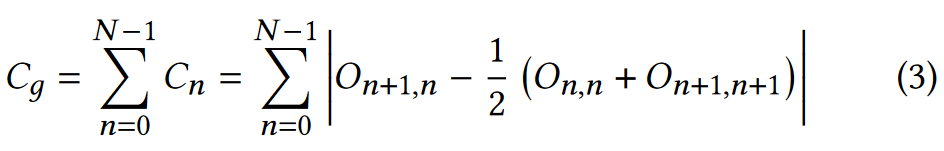 C_g = \sum_{n=0}^{N-1} C_n = \sum_{n=0}^{N-1} \left| O_{n+1,n} - \frac{1}{2} \left( O_{n,n} + O_{n+1,n+1} \right) \right| (3)